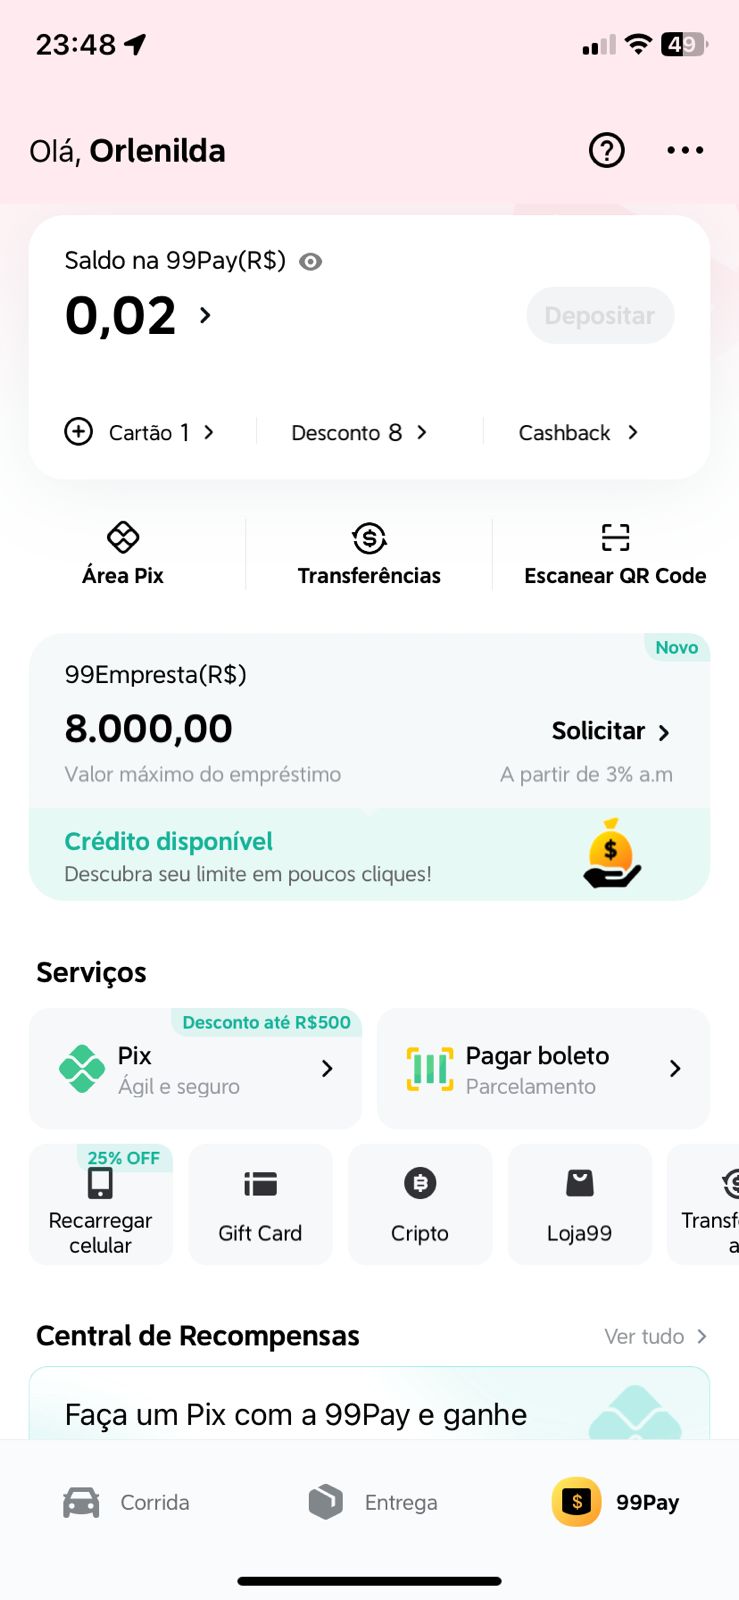 23:48
49
Olá, Orlenilda
Saldo na 99Pay(R$)
0,02
Depositar
Cartão 1
Desconto 8
Cashback
Área Pix
Transferências
Escanear QR Code
Novo
99Empresta(R$)
8.000,00
Solicitar
Valor máximo do empréstimo
A partir de 3% a.m
Crédito disponível
Descubra seu limite em poucos cliques!
Serviços
Desconto até R$500
Pix
Ágil e seguro
Pagar boleto
Parcelamento
25% OFF
Recarregar
celular
Gift Card
Cripto
Loja99
Transf
a
Central de Recompensas
Ver tudo
Faça um Pix com a 99Pay e ganhe
Corrida
Entrega
99Pay